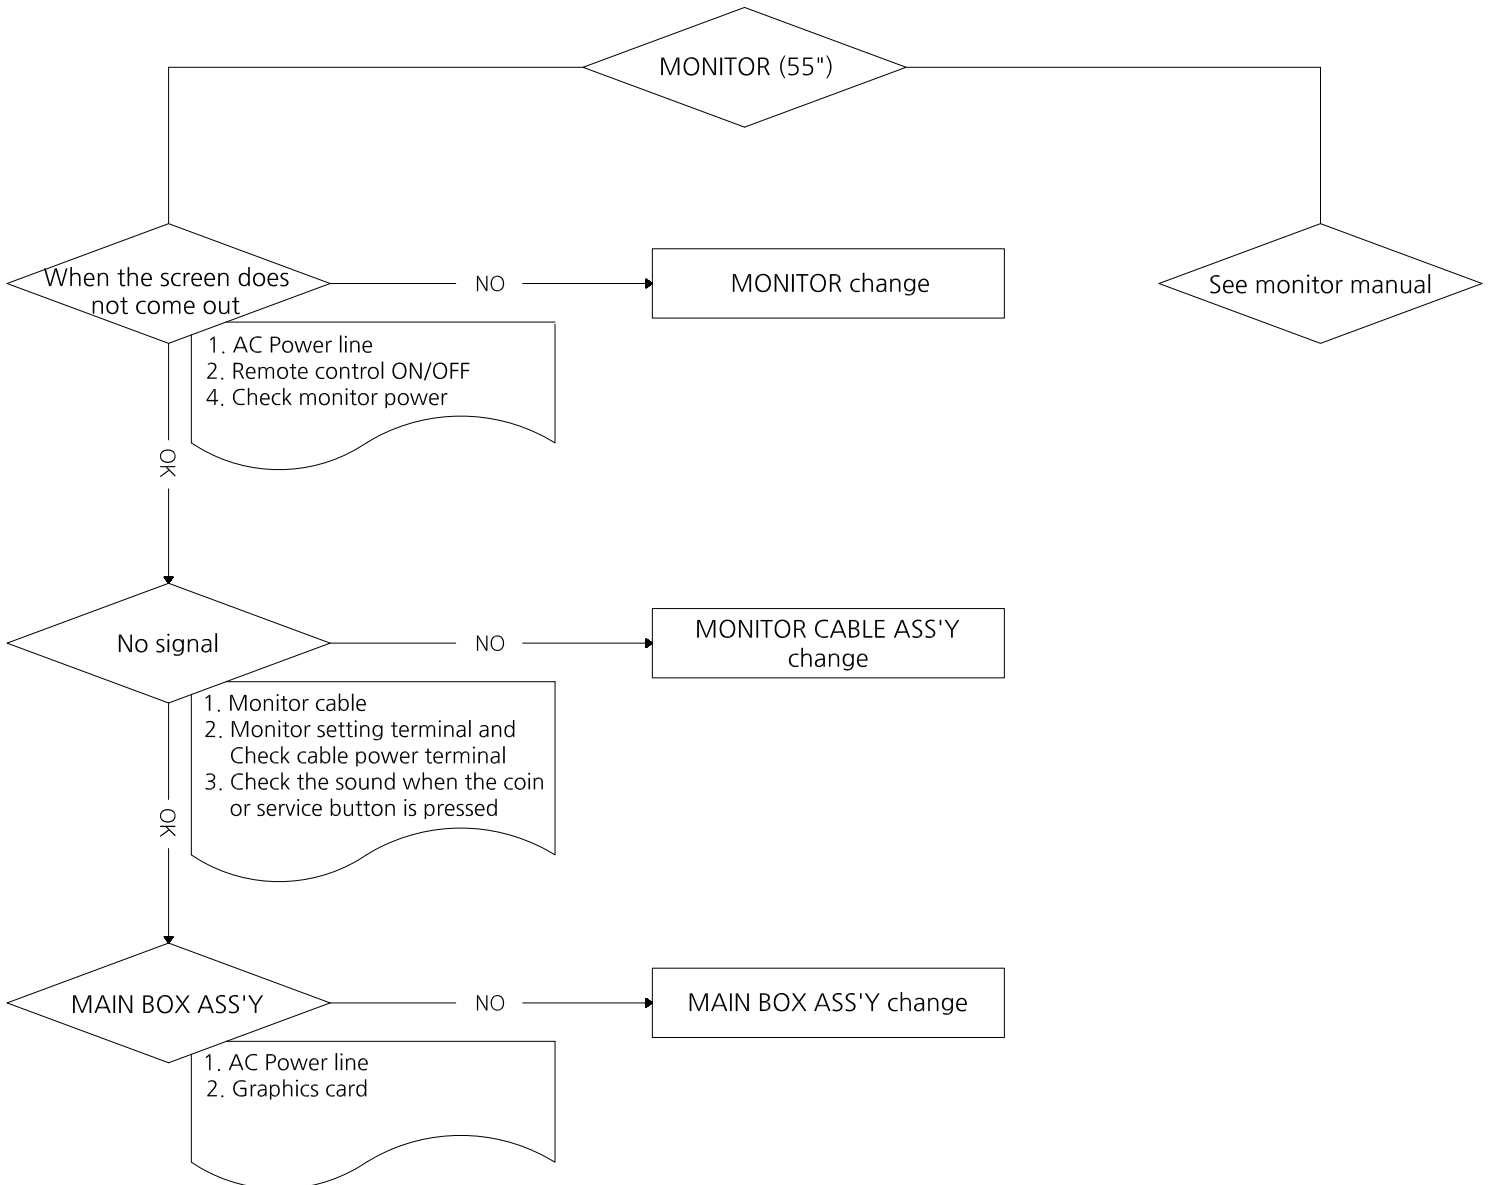 MONITOR (55")
When the screen does
not come out
NO
MONITOR change
See monitor manual
1. AC Power line
2. Remote control ON/OFF
4. Check monitor power
OK
No signal
NO
MONITOR CABLE ASS'Y
change
1. Monitor cable
2. Monitor setting terminal and
Check cable power terminal
3. Check the sound when the coin
or service button is pressed
OK
MAIN BOX ASS'Y
NO
MAIN BOX ASS'Y change
1. AC Power line
2. Graphics card